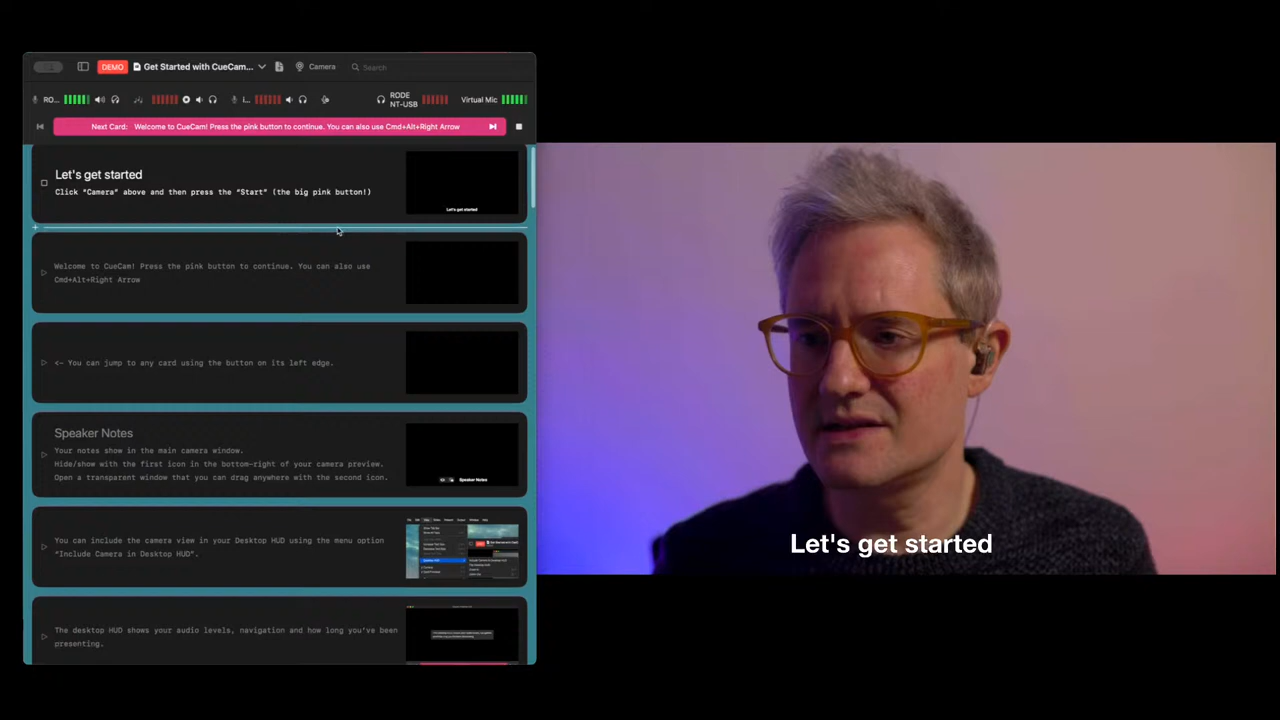 DEMO
Get Started with CueCam...
Camera
Search
RO...
I...
RODE
NT-USB
Virtual Mic
Next Card: Welcome to CueCam! Press the pink button to continue. You can also use Cmd+Alt+Right Arrow
Let's get started
Click "Camera" above and then press the "Start" (the big pink button!)
Let's get started
Welcome to CueCam! Press the pink button to continue. You can also use
Cmd+Alt+Right Arrow
<- You can jump to any card using the button on its left edge.
Speaker Notes
Your notes show in the main camera window.
Hide/show with the first icon in the bottom-right of your camera preview.
Open a transparent window that you can drag anywhere with the second icon.
Speaker Notes
You can include the camera view in your Desktop HUD using the menu option
"Include Camera in Desktop HUD".
The desktop HUD shows your audio levels, navigation and how long you've been
presenting.
Let's get started